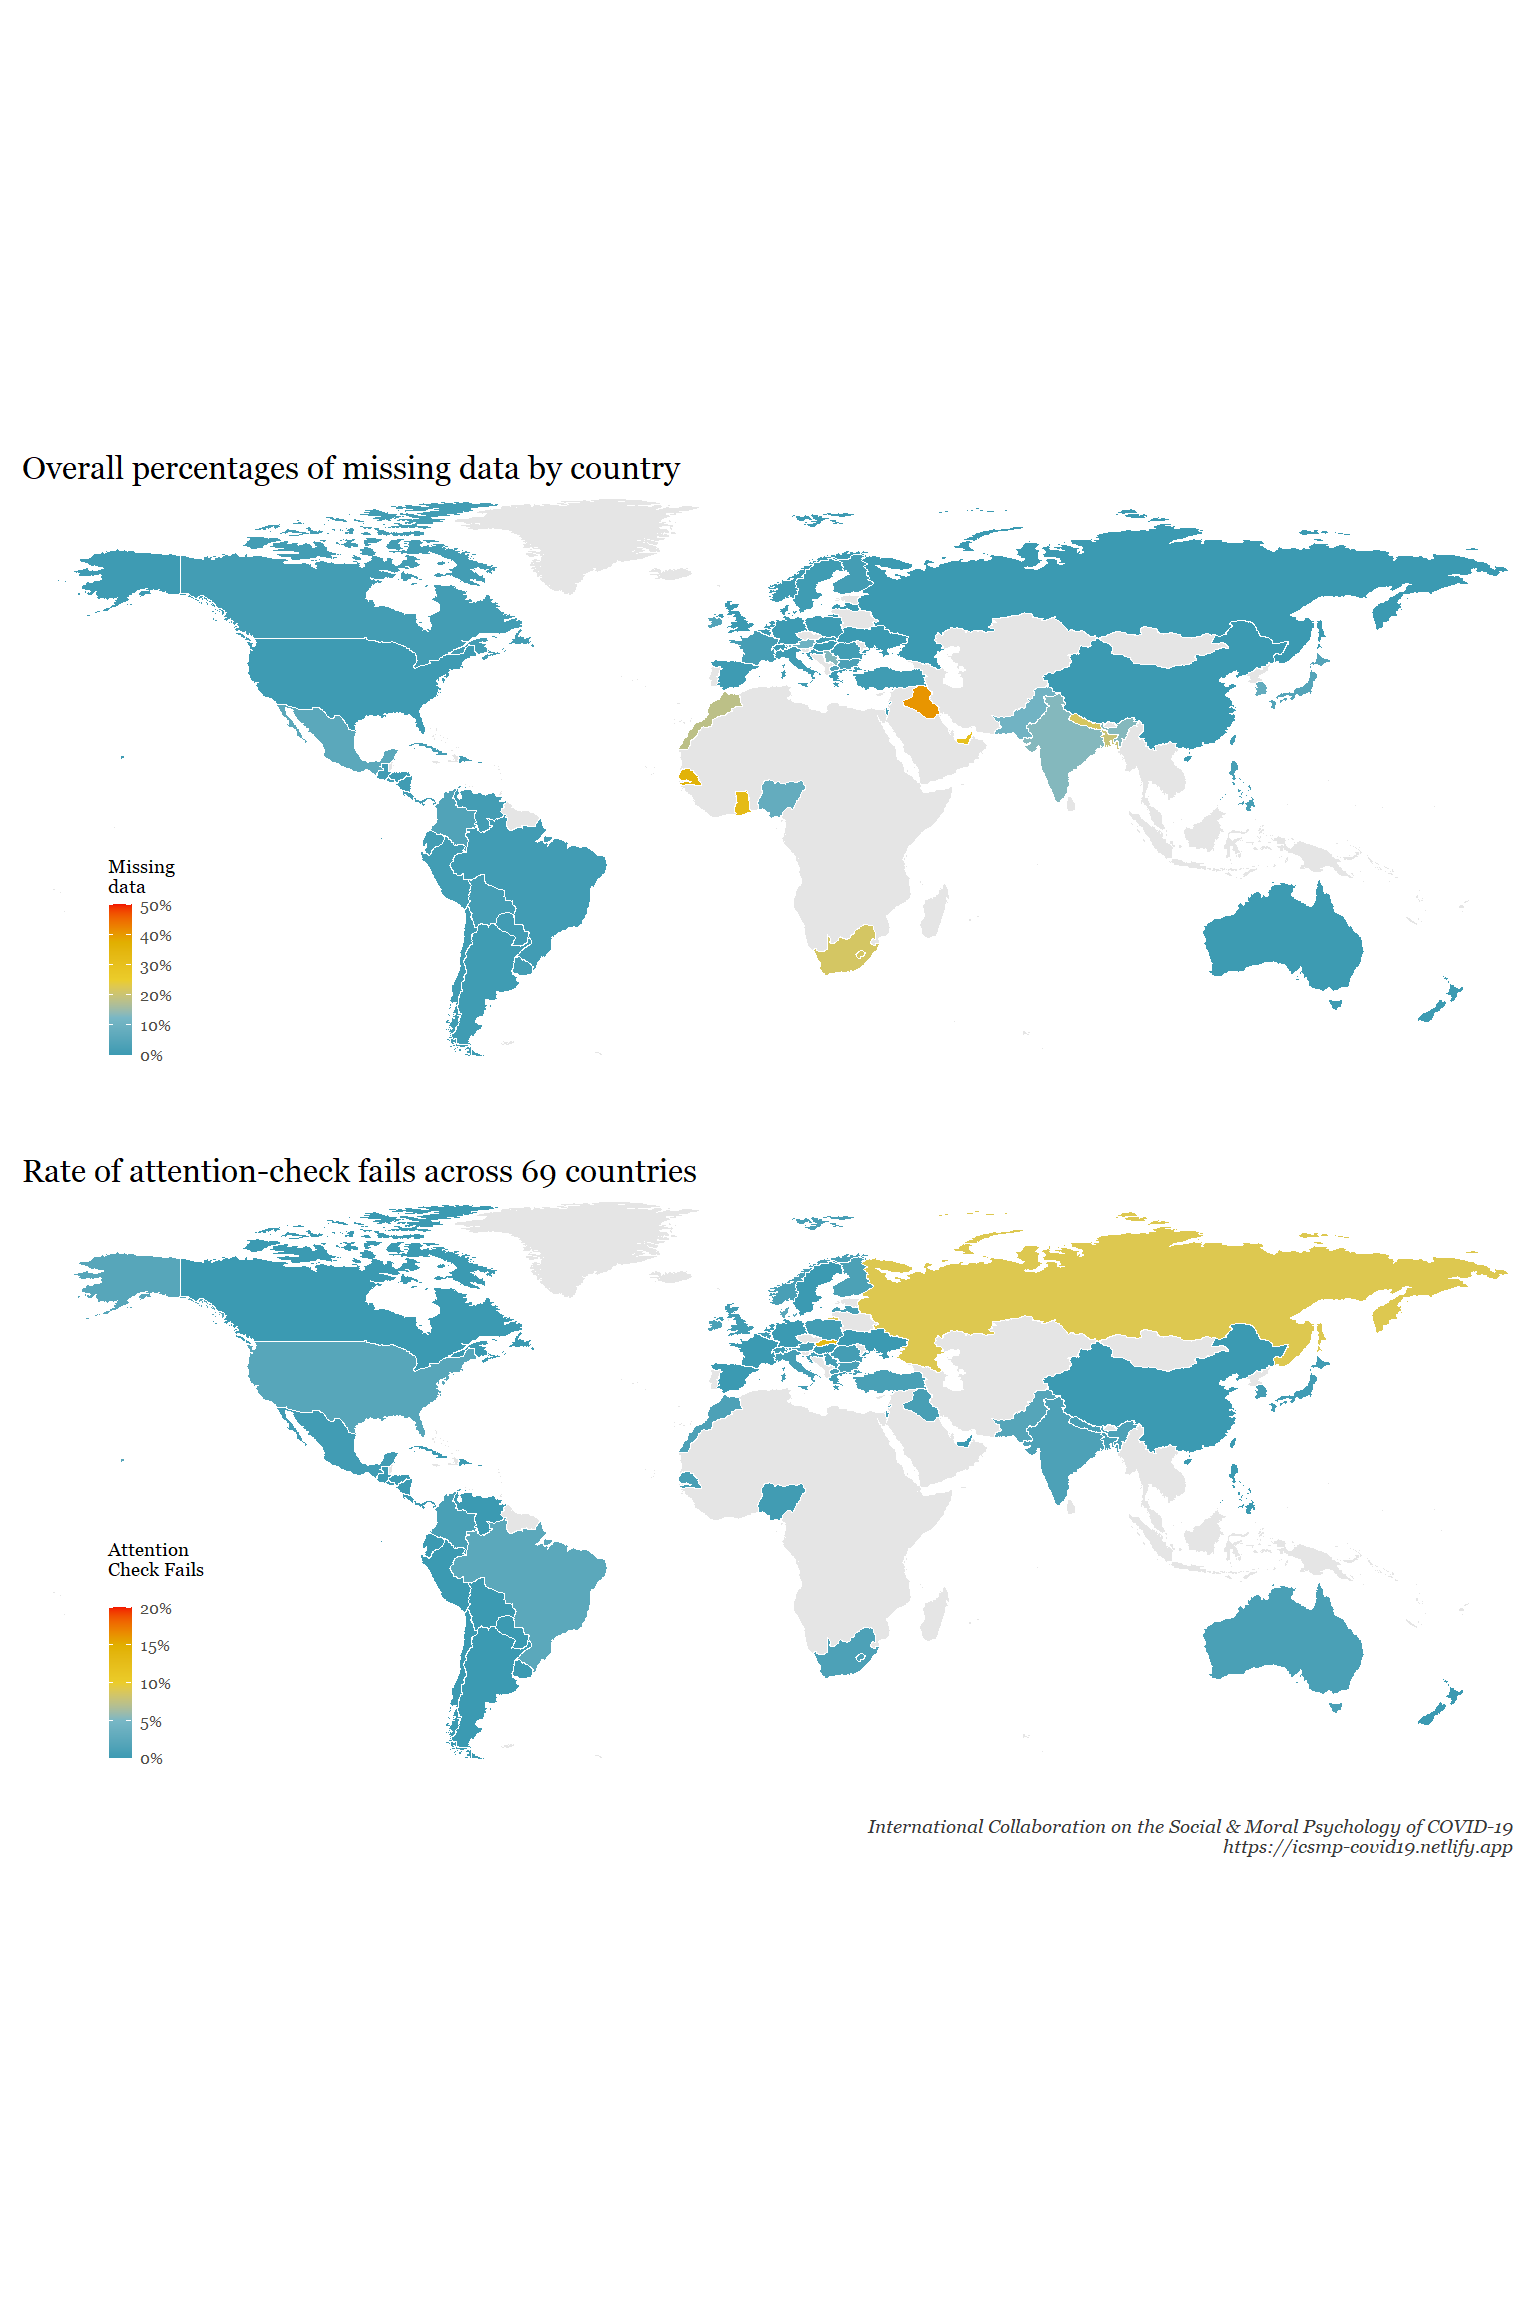 Overall percentages of missing data by country
Missing
data
50%
40%
30%
20%
10%
0%
Rate of attention-check fails across 69 countries
Attention
Check Fails
20%
15%
10%
5%
0%
International Collaboration on the Social & Moral Psychology of COVID-19
https://icsmp-covid19.netlify.app